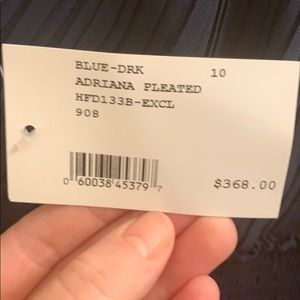 BLUE-DRK 10
ADRIANA PLEATED
HFD133B-EXCL
908
0 60038 45379 7
$368.00